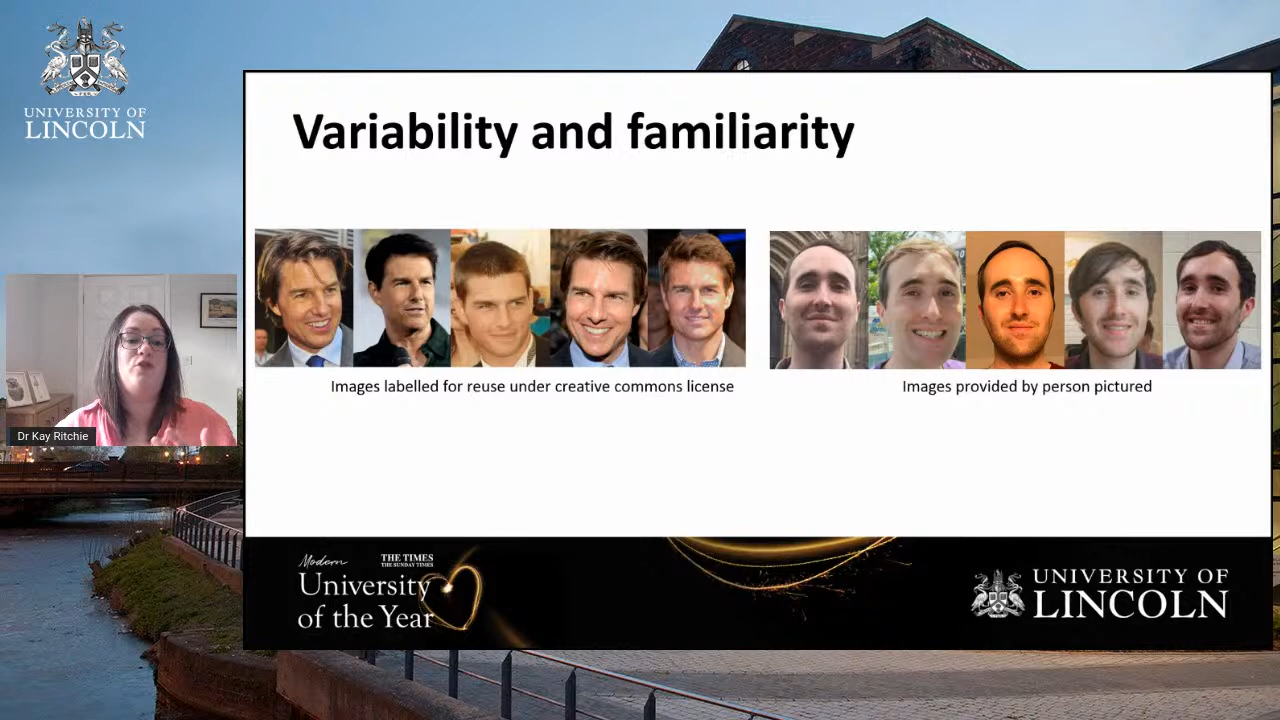 UNIVERSITY OF
LINCOLN
Variability and familiarity
Images labelled for reuse under creative commons license
Images provided by person pictured
Dr Kay Ritchie
Modern
THE TIMES
THE SUNDAY TIMES
University
of the Year
UNIVERSITY OF
LINCOLN